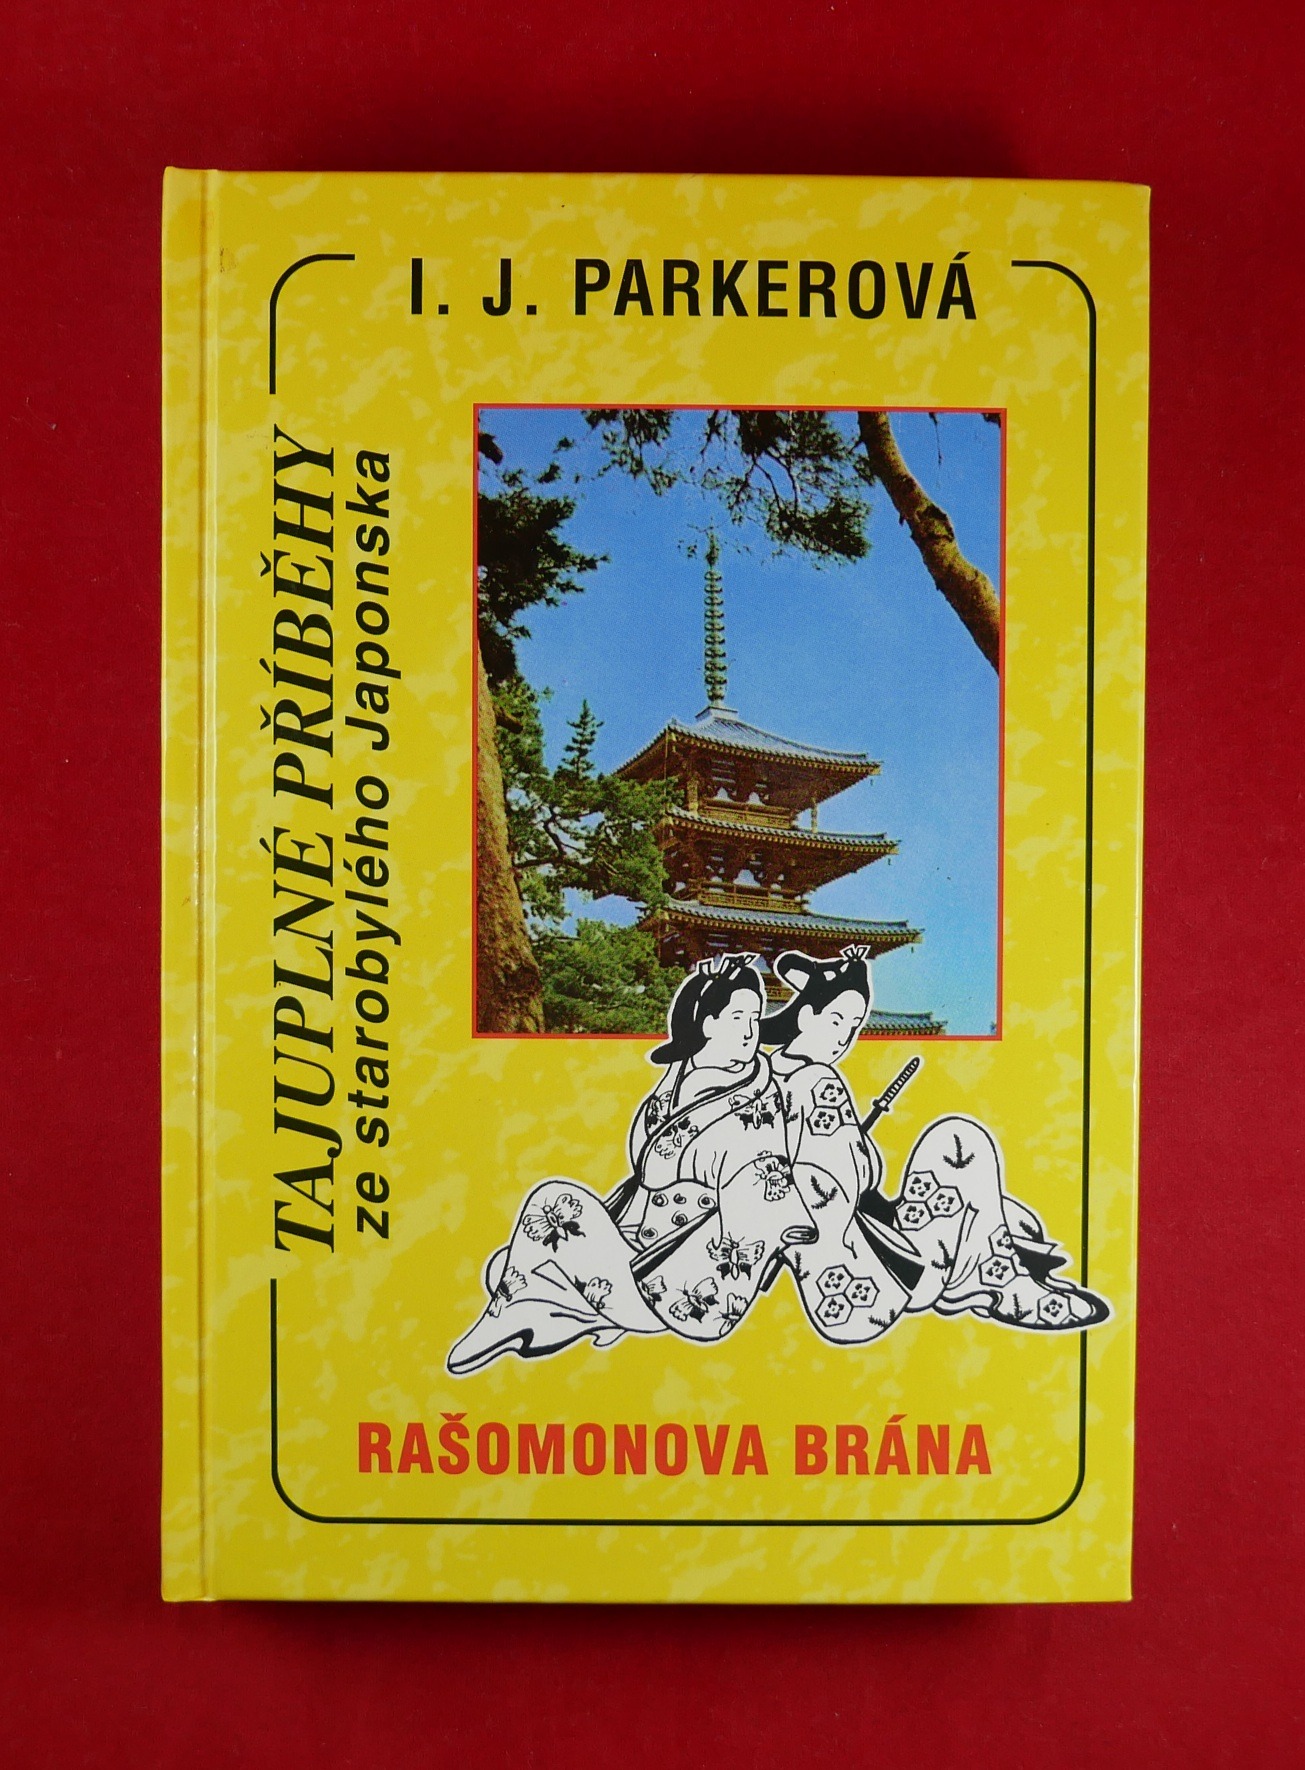 I. J. PARKEROVÁ
TAJUPLNÉ PŘÍBĚHY
ze starobylého Japonska
RAŠOMONOVA BRÁNA